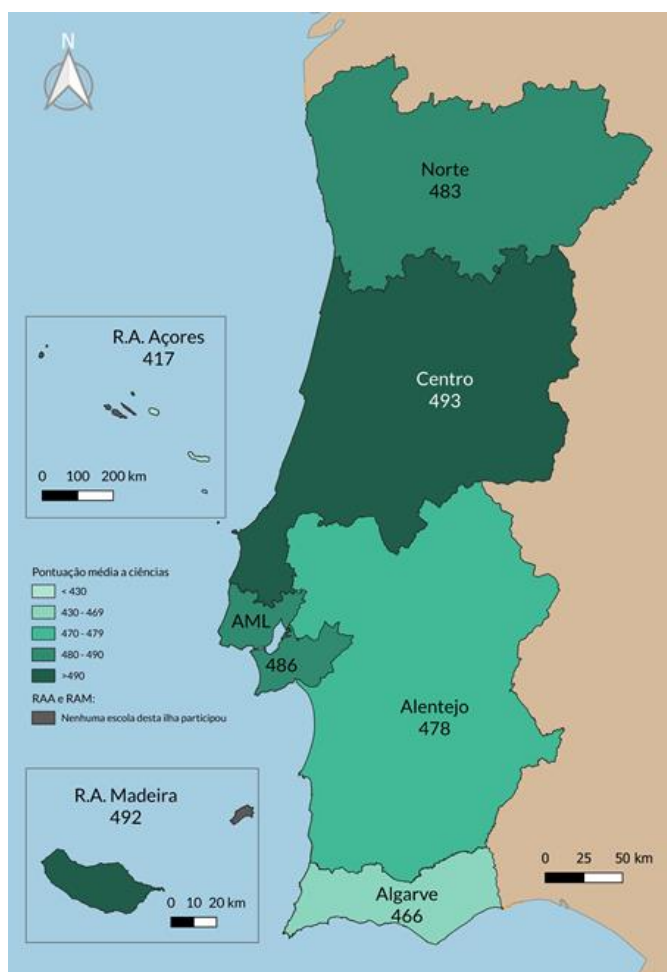 N
Norte
483
R.A. Açores
417
0 100 200 km
Centro
493
Pontuação média a ciências
< 430
430 - 469
470 - 479
480 - 490
>490
RAA e RAM:
Nenhuma escola desta ilha participou
AML
486
Alentejo
478
R.A. Madeira
492
0 10 20 km
0 25 50 km
Algarve
466